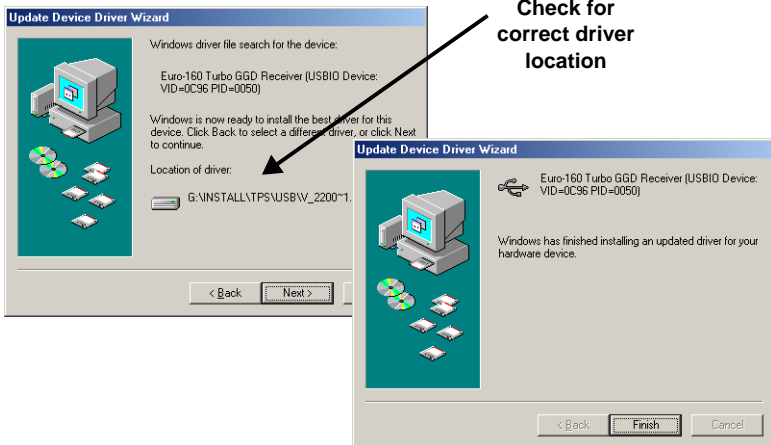 Check for
correct driver
location
Update Device Driver Wizard
Windows driver file search for the device:
Euro-160 Turbo GGD Receiver (USBIO Device:
VID=0C96 PID=0050)
Windows is now ready to install the best driver for this
device. Click Back to select a different driver, or click Next
to continue.
Location of driver:
G:\INSTALL\TPS\USB\V_2200~1.
< Back
Next >
Update Device Driver Wizard
Euro-160 Turbo GGD Receiver (USBIO Device:
VID=0C96 PID=0050)
Windows has finished installing an updated driver for your
hardware device.
< Back
Finish
Cancel